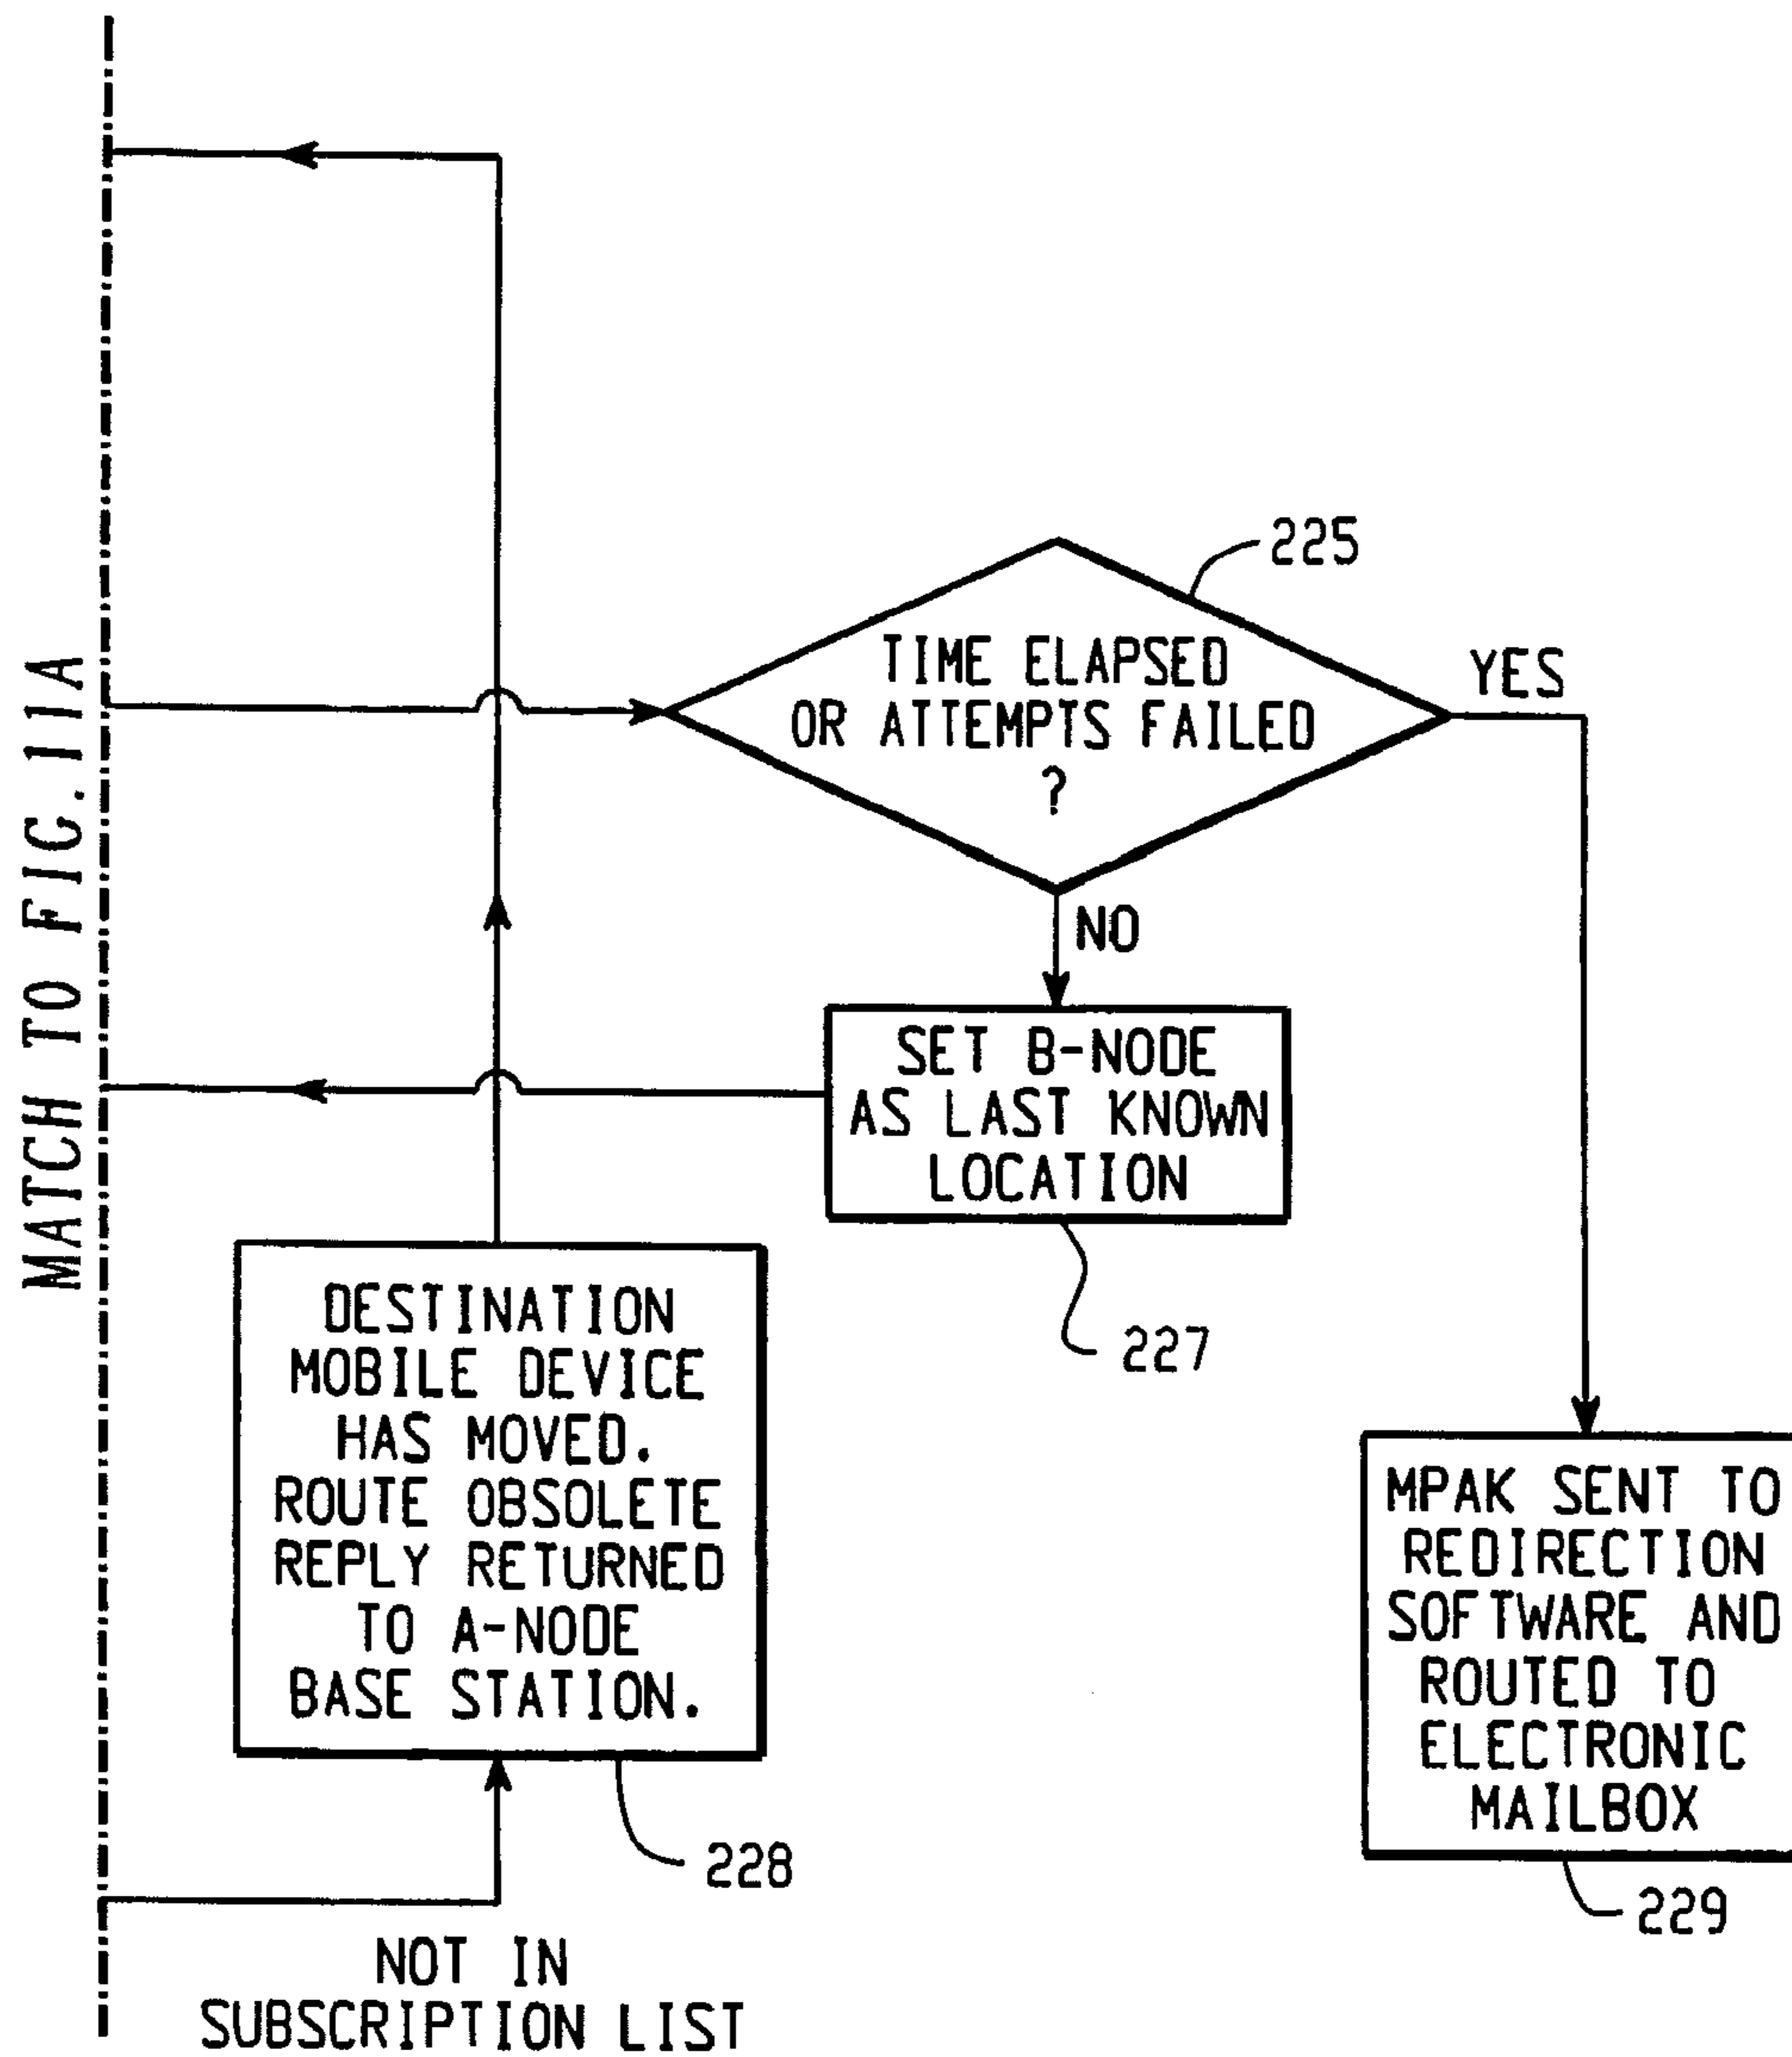 MATCH TO FIG. 11A
225
TIME ELAPSED
OR ATTEMPTS FAILED
?
YES
NO
SET B-NODE
AS LAST KNOWN
LOCATION
227
DESTINATION
MOBILE DEVICE
HAS MOVED.
ROUTE OBSOLETE
REPLY RETURNED
TO A-NODE
BASE STATION.
228
MPAK SENT TO
REDIRECTION
SOFTWARE AND
ROUTED TO
ELECTRONIC
MAILBOX
229
NOT IN
SUBSCRIPTION LIST